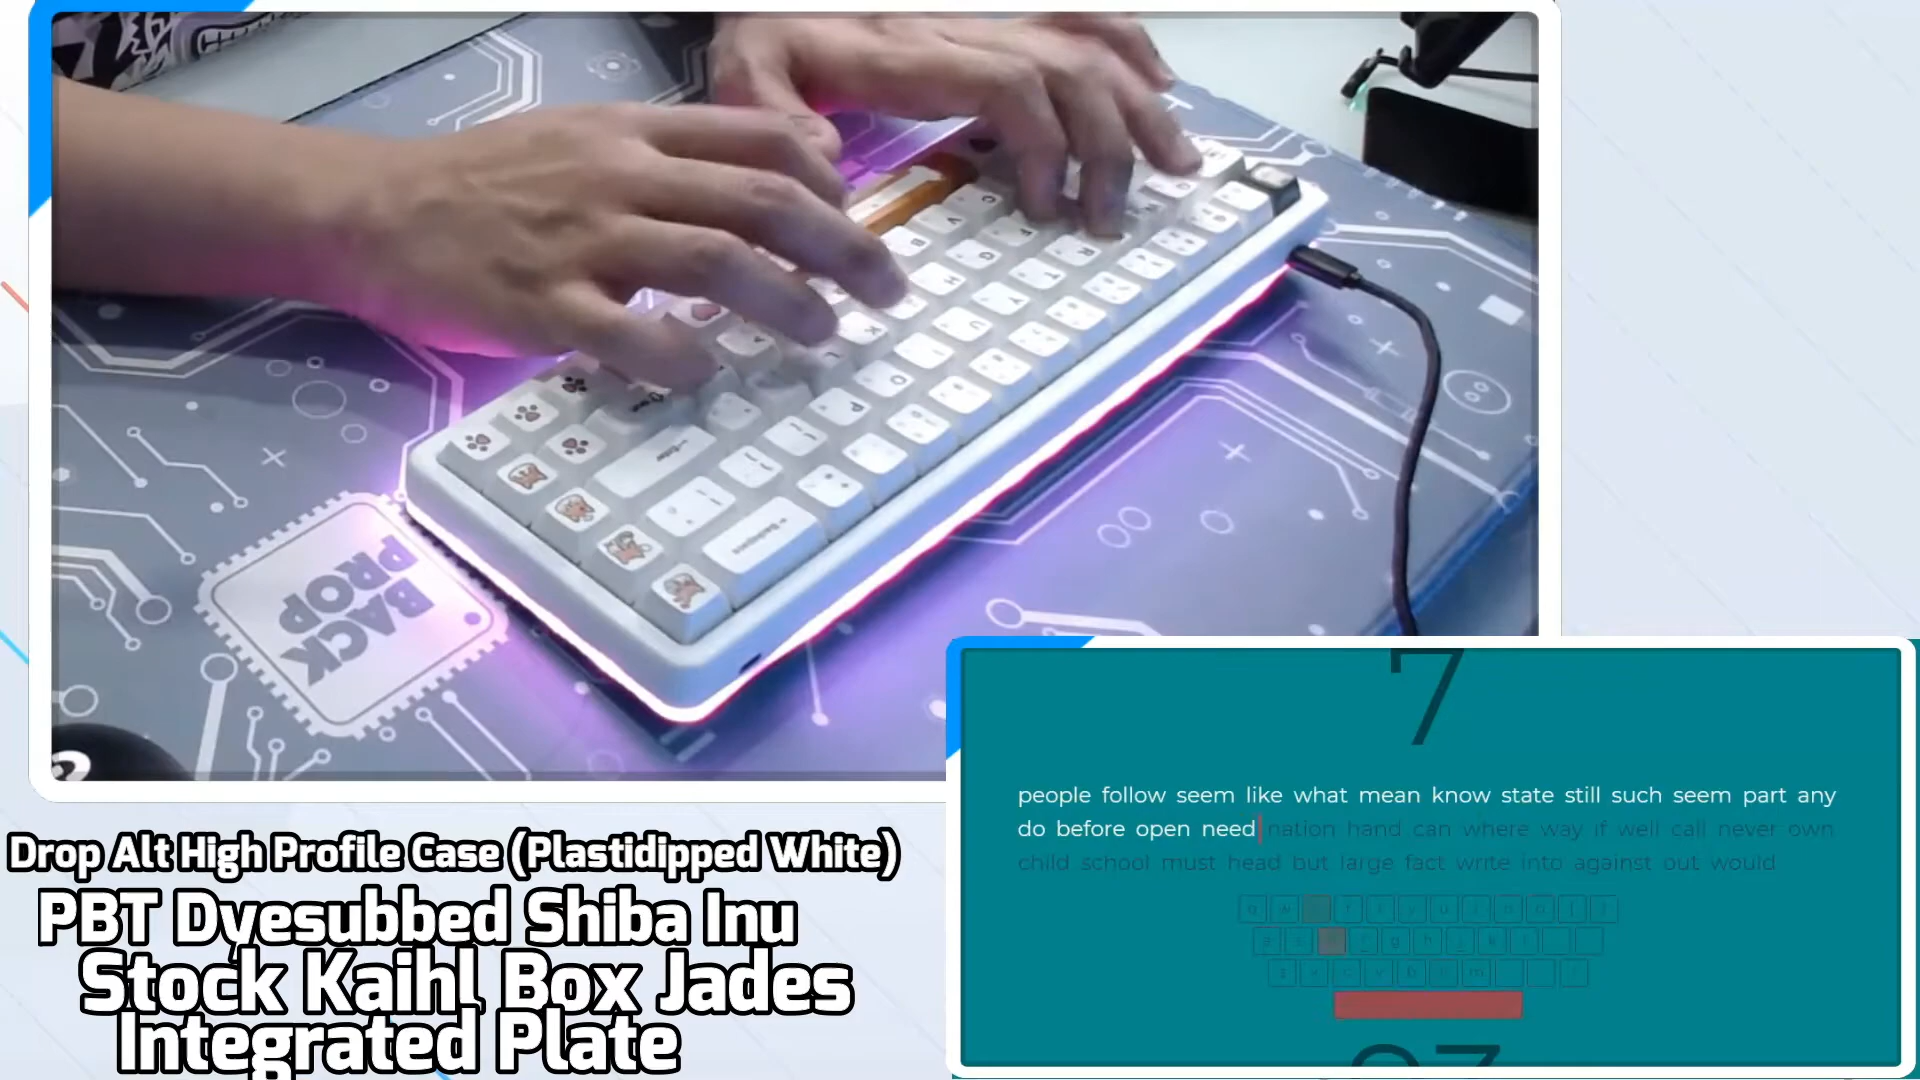 BACK
PROP
Enter
Backspace
7
people follow seem like what mean know state still such seem part any
do before open need nation hand can where way if well call never own
child school must head but large fact write into against out would
Drop Alt High Profile Case (Plastidipped White)
PBT Dyesubbed Shiba Inu
Stock Kaihl Box Jades
Integrated Plate